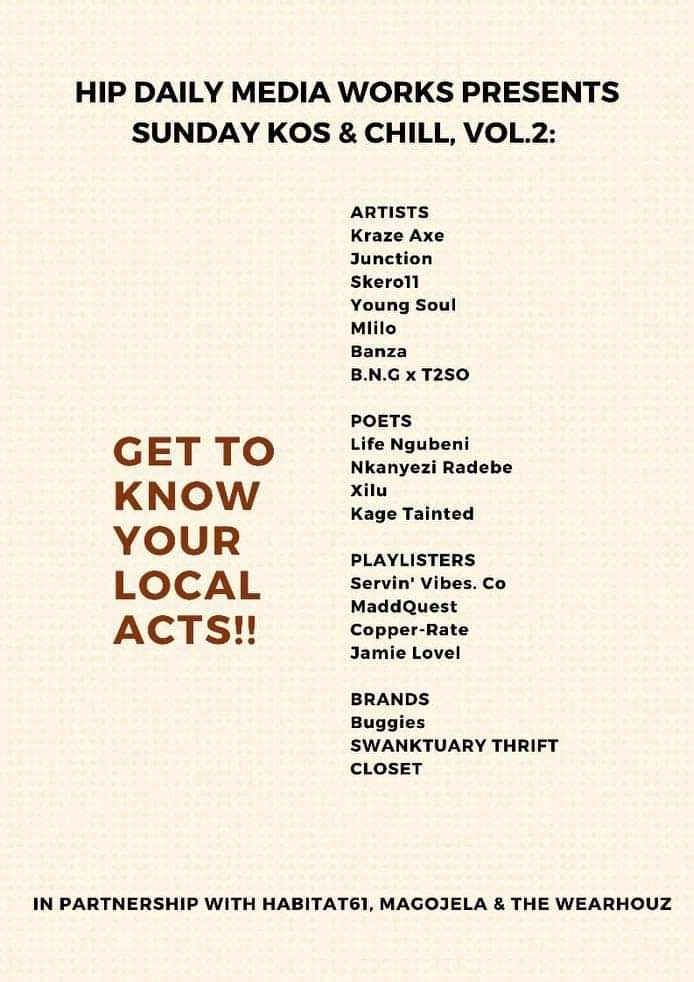 HIP DAILY MEDIA WORKS PRESENTS
SUNDAY KOS & CHILL, VOL.2:
GET TO
KNOW
YOUR
LOCAL
ACTS!!
ARTISTS
Kraze Axe
Junction
Skero11
Young Soul
Mlilo
Banza
B.N.G x T2SO
POETS
Life Ngubeni
Nkanyezi Radebe
Xilu
Kage Tainted
PLAYLISTERS
Servin' Vibes. Co
MaddQuest
Copper-Rate
Jamie Lovel
BRANDS
Buggies
SWANKTUARY THRIFT
CLOSET
IN PARTNERSHIP WITH HABITAT61, MAGOJELA & THE WEARHOUZ